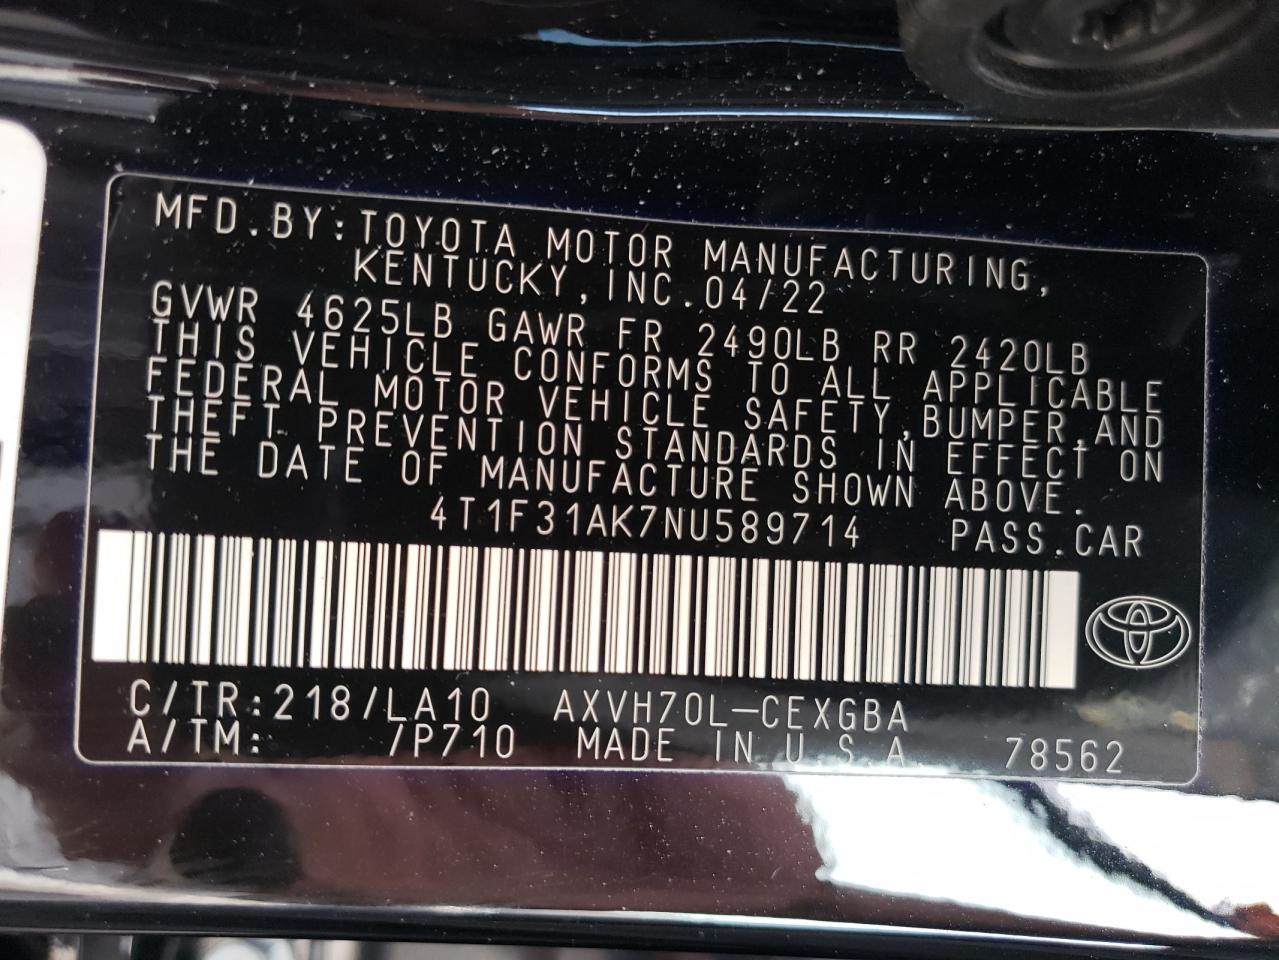 MFD.BY:TOYOTA MOTOR MANUFACTURING,
KENTUCKY,INC.04/22
GVWR 4625LB GAWR FR 2490LB RR 2420LB
THIS VEHICLE CONFORMS TO ALL APPLICABLE
FEDERAL MOTOR VEHICLE SAFETY,BUMPER,AND
THEFT PREVENTION STANDARDS IN EFFECT ON
THE DATE OF MANUFACTURE SHOWN ABOVE.
4T1F31AK7NU589714 PASS.CAR
C/TR:218/LA10 AXVH70L-CEXGBA
A/TM: /P710 MADE IN U.S.A. 78562